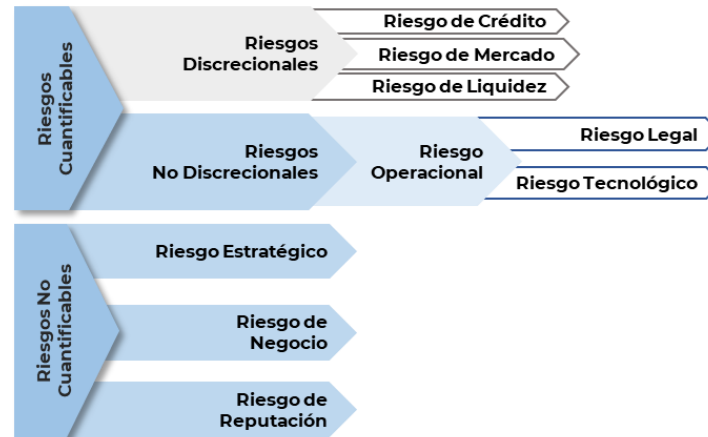 Riesgos
Cuantificables
Riesgos
Discrecionales
Riesgo de Crédito
Riesgo de Mercado
Riesgo de Liquidez
Riesgos
No Discrecionales
Riesgo
Operacional
Riesgo Legal
Riesgo Tecnológico
Riesgos No
Cuantificables
Riesgo Estratégico
Riesgo de
Negocio
Riesgo de
Reputación